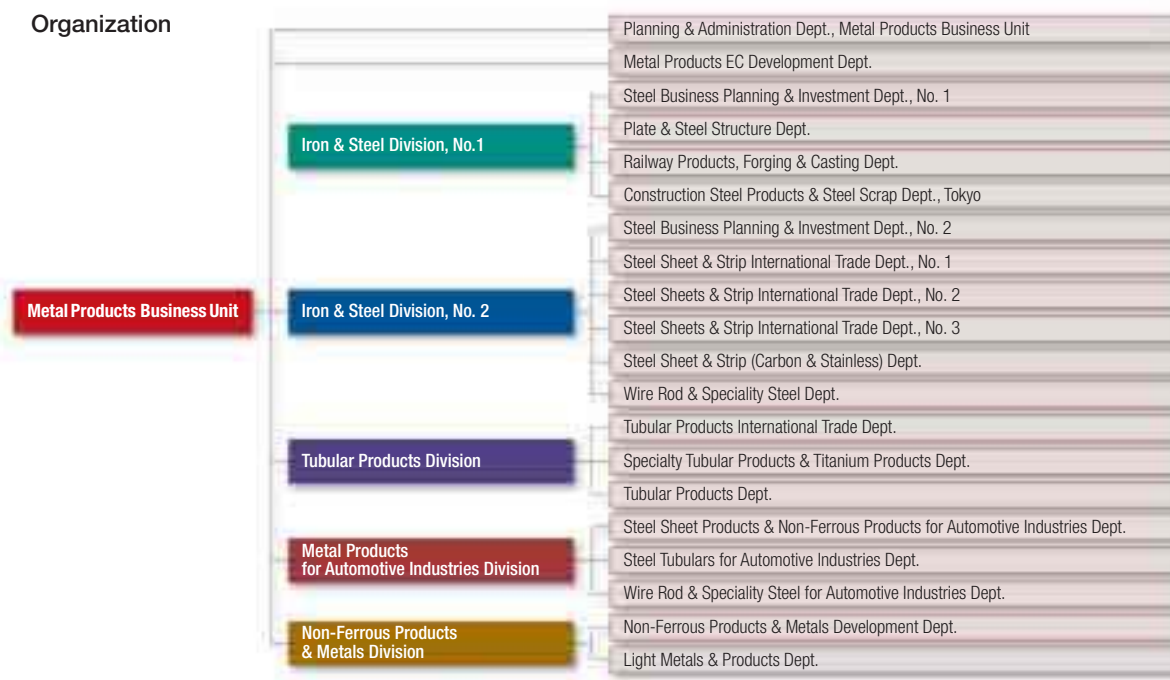 Organization
Planning & Administration Dept., Metal Products Business Unit
Metal Products EC Development Dept.
Steel Business Planning & Investment Dept., No. 1
Iron & Steel Division, No.1
Plate & Steel Structure Dept.
Railway Products, Forging & Casting Dept.
Construction Steel Products & Steel Scrap Dept., Tokyo
Steel Business Planning & Investment Dept., No. 2
Steel Sheet & Strip International Trade Dept., No. 1
Steel Sheets & Strip International Trade Dept., No. 2
Metal Products Business Unit
Iron & Steel Division, No. 2
Steel Sheets & Strip International Trade Dept., No. 3
Steel Sheet & Strip (Carbon & Stainless) Dept.
Wire Rod & Speciality Steel Dept.
Tubular Products International Trade Dept.
Tubular Products Division
Specialty Tubular Products & Titanium Products Dept.
Tubular Products Dept.
Steel Sheet Products & Non-Ferrous Products for Automotive Industries Dept.
Metal Products
for Automotive Industries Division
Steel Tubulars for Automotive Industries Dept.
Wire Rod & Speciality Steel for Automotive Industries Dept.
Non-Ferrous Products & Metals Development Dept.
Non-Ferrous Products
& Metals Division
Light Metals & Products Dept.